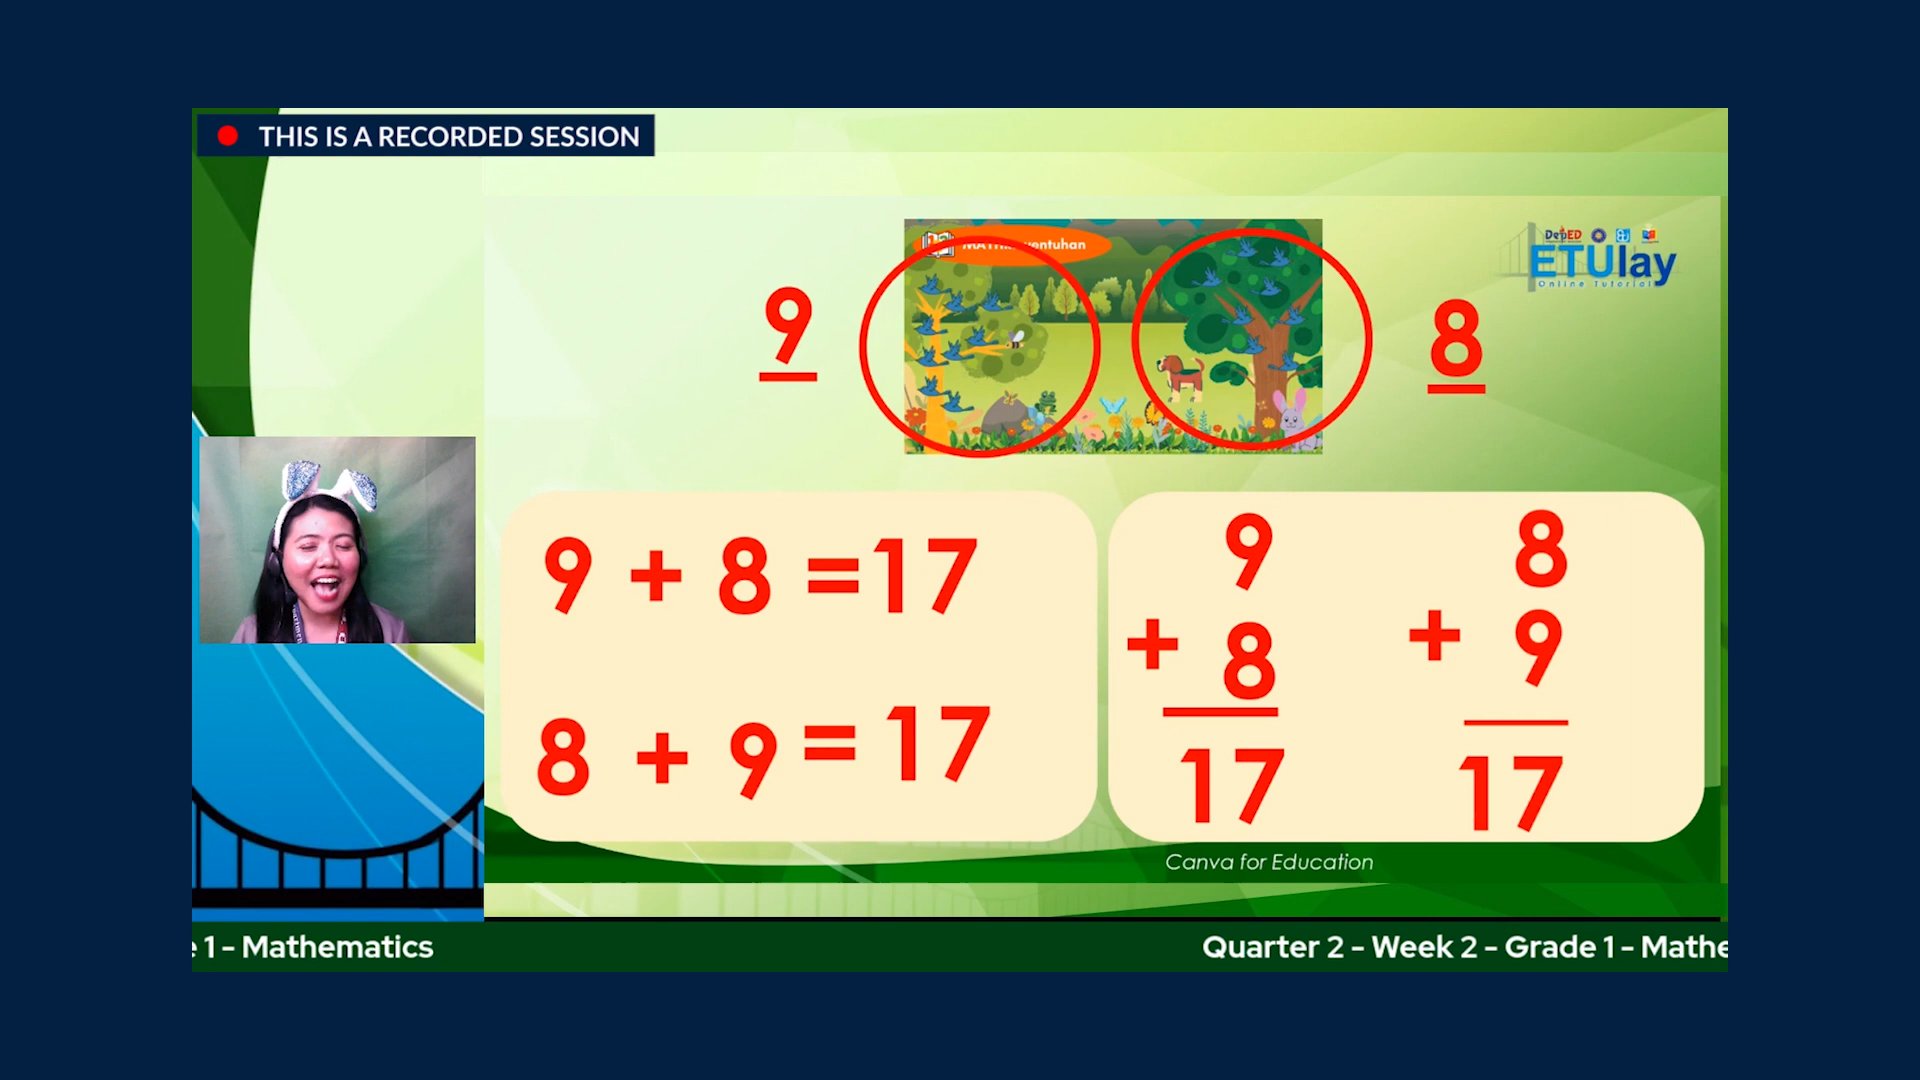 THIS IS A RECORDED SESSION
DepED
ETUlay
Online Tutorial
9
8
9 + 8 =17
8 + 9 = 17
9
+ 8
17
8
+ 9
17
Canva for Education
1 - Mathematics
Quarter 2 - Week 2 - Grade 1 - Mathe